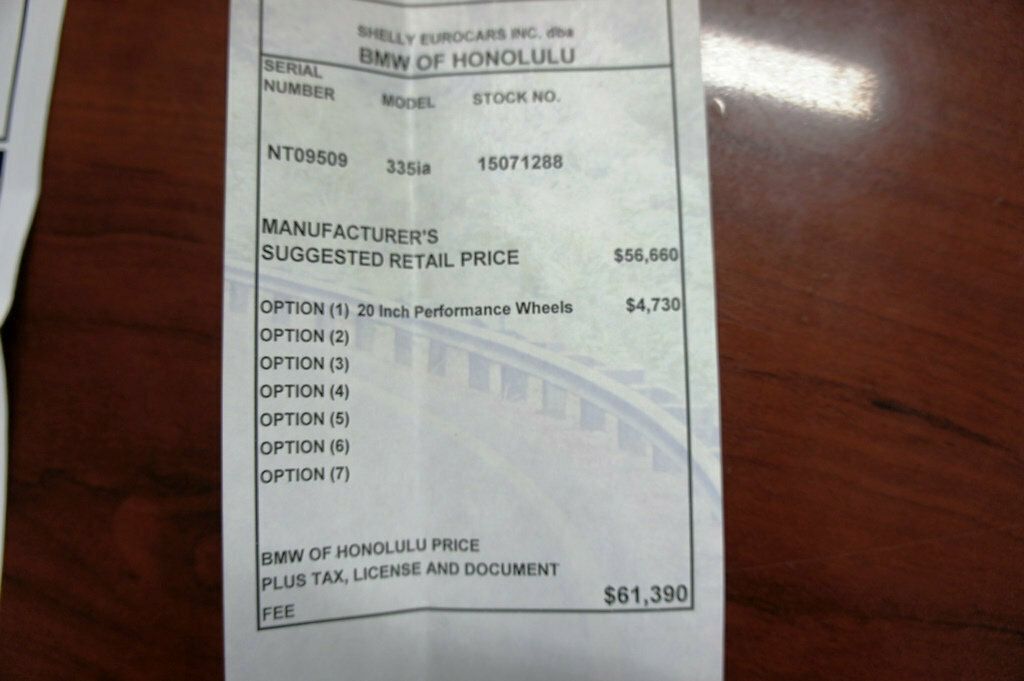 SHELLY EUROCARS INC. dba
BMW OF HONOLULU
SERIAL
NUMBER MODEL STOCK NO.
NT09509 335ia 15071288
MANUFACTURER'S
SUGGESTED RETAIL PRICE $56,660
OPTION (1) 20 Inch Performance Wheels $4,730
OPTION (2)
OPTION (3)
OPTION (4)
OPTION (5)
OPTION (6)
OPTION (7)
BMW OF HONOLULU PRICE
PLUS TAX, LICENSE AND DOCUMENT
FEE $61,390